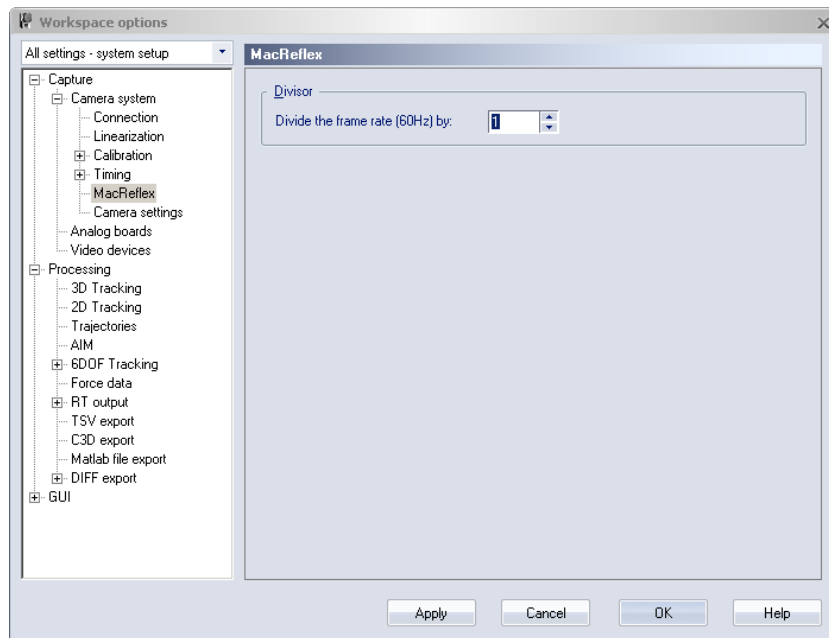 Workspace options
All settings - system setup
Capture
Camera system
Connection
Linearization
Calibration
Timing
MacReflex
Camera settings
Analog boards
Video devices
Processing
3D Tracking
2D Tracking
Trajectories
AIM
6DOF Tracking
Force data
RT output
TSV export
C3D export
Matlab file export
DIFF export
GUI
MacReflex
Divisor
Divide the frame rate (60Hz) by: 1
Apply Cancel OK Help